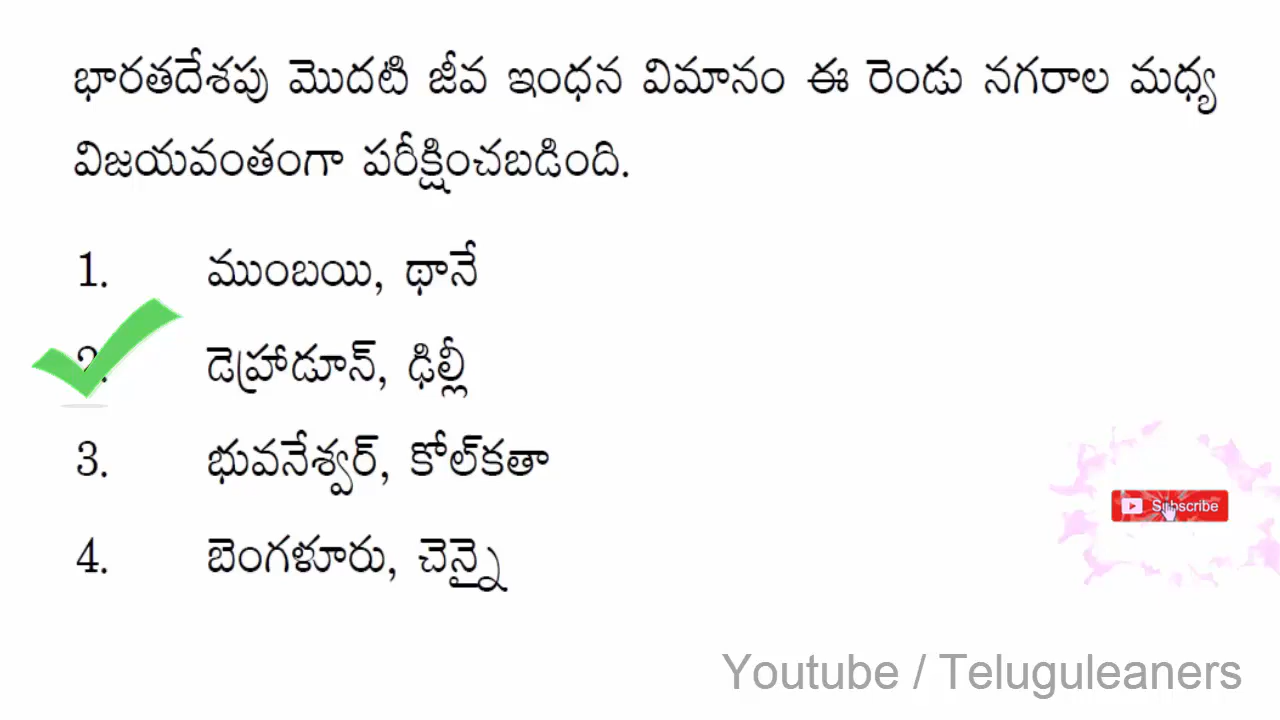 భారతదేశపు మొదటి జీవ ఇంధన విమానం ఈ రెండు నగరాల మధ్య
విజయవంతంగా పరీక్షించబడింది.
1. ముంబయి, థానే
2. డెహ్రాడూన్, ఢిల్లీ
3. భువనేశ్వర్, కోల్‌కతా
Subscribe
4. బెంగళూరు, చెన్నై
Youtube / Teluguleaners